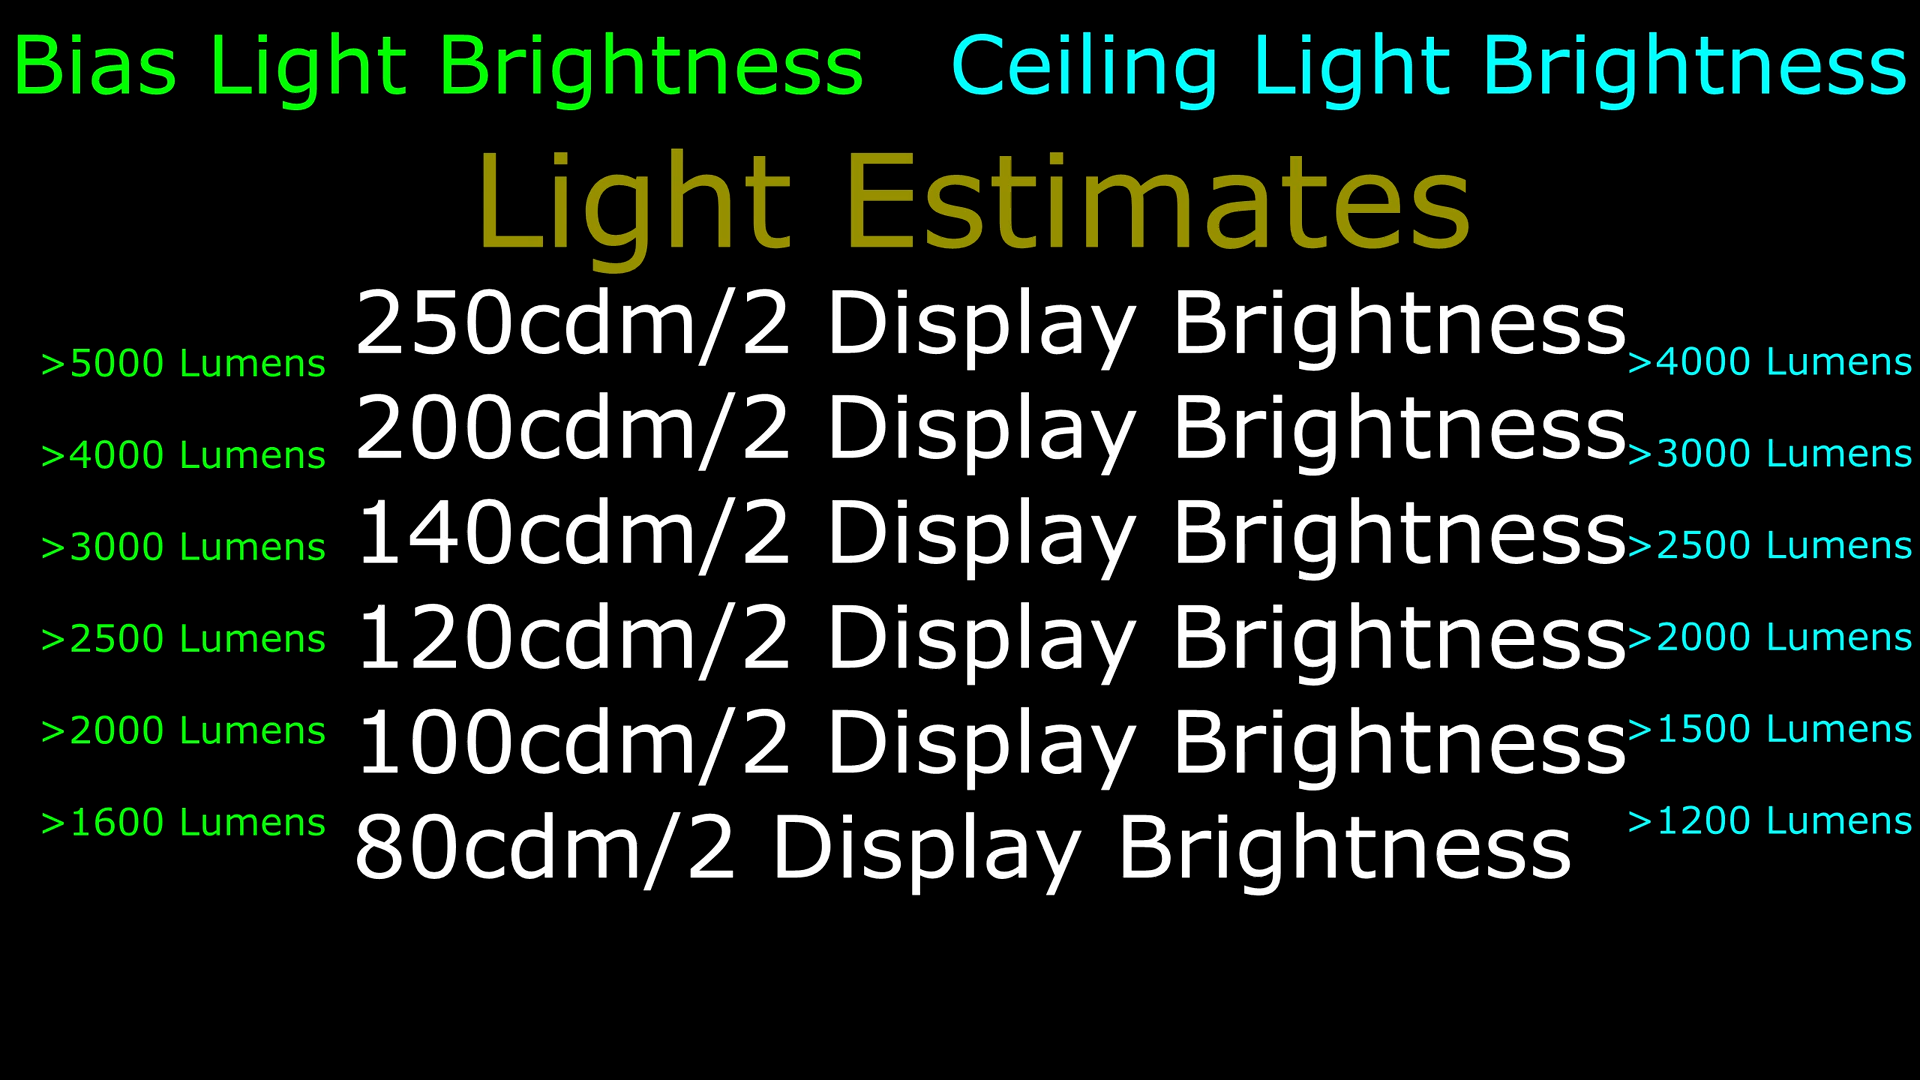 Bias Light Brightness Ceiling Light Brightness
Light Estimates
>5000 Lumens 250cdm/2 Display Brightness >4000 Lumens
>4000 Lumens 200cdm/2 Display Brightness >3000 Lumens
>3000 Lumens 140cdm/2 Display Brightness >2500 Lumens
>2500 Lumens 120cdm/2 Display Brightness >2000 Lumens
>2000 Lumens 100cdm/2 Display Brightness >1500 Lumens
>1600 Lumens 80cdm/2 Display Brightness >1200 Lumens